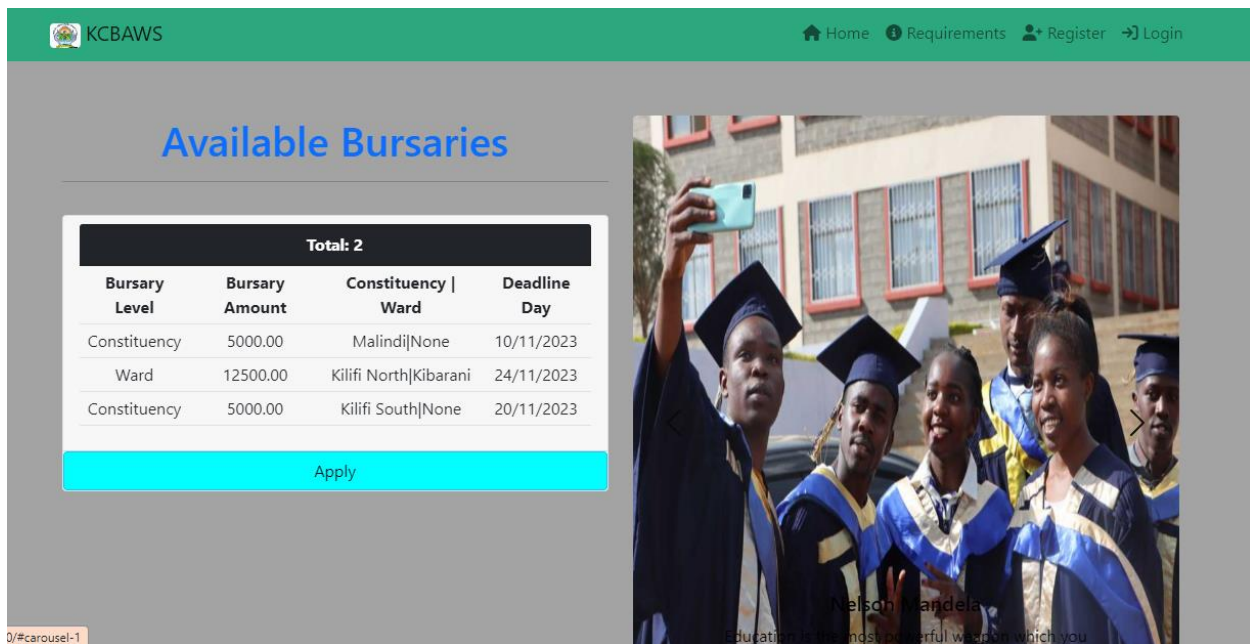 KCBAWS
Home Requirements Register Login
Available Bursaries
Total: 2
Bursary Level Bursary Amount Constituency | Ward Deadline Day
Constituency 5000.00 Malindi|None 10/11/2023
Ward 12500.00 Kilifi North|Kibarani 24/11/2023
Constituency 5000.00 Kilifi South|None 20/11/2023
Apply
Nelson Mandela
Education is the most powerful weapon which you
0/#carousel-1